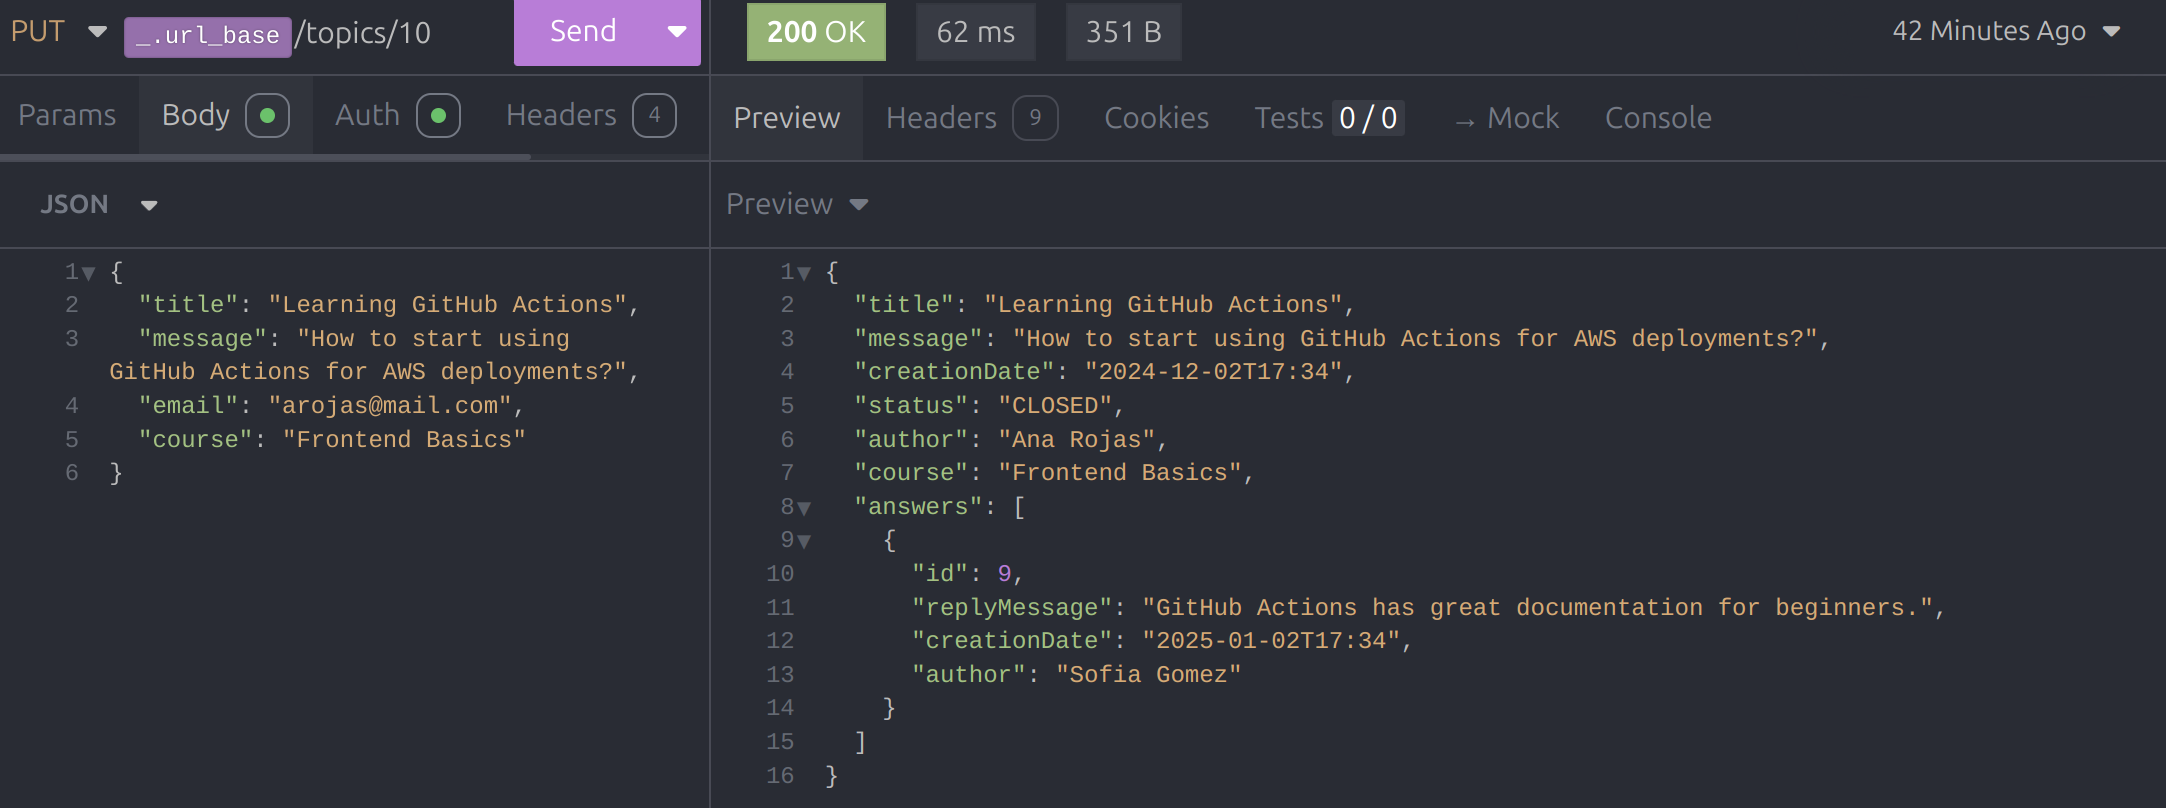 PUT _.url_base/topics/10 Send 200 OK 62 ms 351 B 42 Minutes Ago
Params Body Auth Headers 4
Preview Headers 9 Cookies Tests 0 / 0 → Mock Console
JSON
Preview
1 {
2 "title": "Learning GitHub Actions",
3 "message": "How to start using
GitHub Actions for AWS deployments?",
4 "email": "arojas@mail.com",
5 "course": "Frontend Basics"
6 }
1 {
2 "title": "Learning GitHub Actions",
3 "message": "How to start using GitHub Actions for AWS deployments?",
4 "creationDate": "2024-12-02T17:34",
5 "status": "CLOSED",
6 "author": "Ana Rojas",
7 "course": "Frontend Basics",
8 "answers": [
9 {
10 "id": 9,
11 "replyMessage": "GitHub Actions has great documentation for beginners.",
12 "creationDate": "2025-01-02T17:34",
13 "author": "Sofia Gomez"
14 }
15 ]
16 }